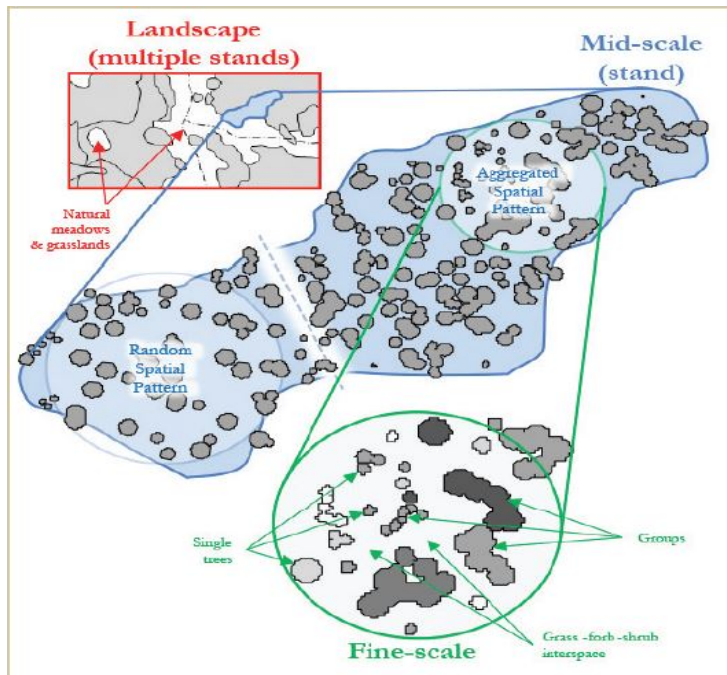 Landscape
(multiple stands)
Mid-scale
(stand)
Natural
meadows
& grasslands
Aggregated
Spatial
Pattern
Random
Spatial
Pattern
Single
trees
Groups
Grass -forb -shrub
interspace
Fine-scale